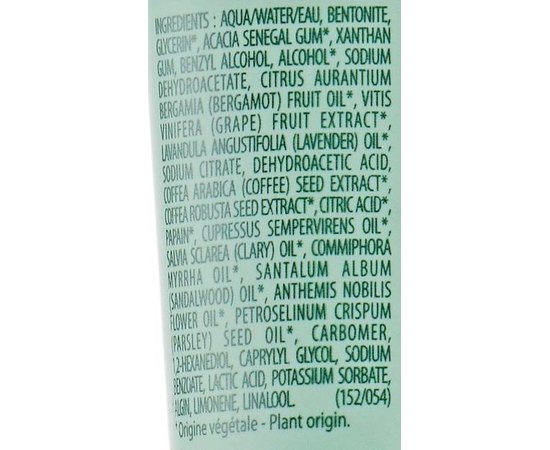 INGREDIENTS : AQUA/WATER/EAU, BENTONITE,
GLYCERIN*, ACACIA SENEGAL GUM*, XANTHAN
GUM, BENZYL ALCOHOL, ALCOHOL*, SODIUM
DEHYDROACETATE, CITRUS AURANTIUM
BERGAMIA (BERGAMOT) FRUIT OIL*, VITIS
VINIFERA (GRAPE) FRUIT EXTRACT*,
LAVANDULA ANGUSTIFOLIA (LAVENDER) OIL*,
SODIUM CITRATE, DEHYDROACETIC ACID,
COFFEA ARABICA (COFFEE) SEED EXTRACT*,
COFFEA ROBUSTA SEED EXTRACT*, CITRIC ACID*,
PAPAIN*, CUPRESSUS SEMPERVIRENS OIL*,
SALVIA SCLAREA (CLARY) OIL*, COMMIPHORA
MYRRHA OIL*, SANTALUM ALBUM
(SANDALWOOD) OIL*, ANTHEMIS NOBILIS
FLOWER OIL*, PETROSELINUM CRISPUM
(PARSLEY) SEED OIL*, CARBOMER,
1,2-HEXANEDIOL, CAPRYLYL GLYCOL, SODIUM
BENZOATE, LACTIC ACID, POTASSIUM SORBATE,
ALGIN, LIMONENE, LINALOOL. (152/054)
*Origine végétale - Plant origin.